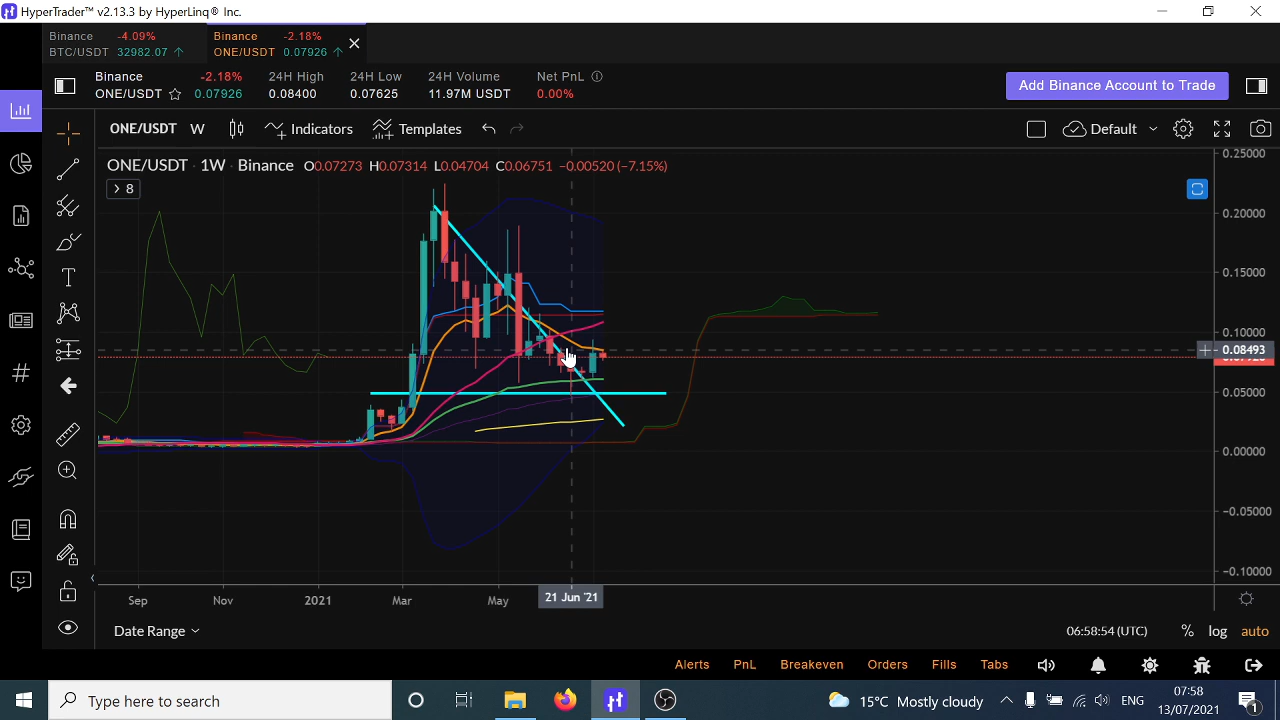 HyperTrader™ v2.13.3 by HyperLinq® Inc.
Binance -4.09%
BTC/USDT 32982.07 ↑
Binance -2.18%
ONE/USDT 0.07926 ↑
Binance -2.18%
ONE/USDT 0.07926
24H High
0.08400
24H Low
0.07625
24H Volume
11.97M USDT
Net PnL
0.00%
Add Binance Account to Trade
ONE/USDT W Indicators Templates Default
ONE/USDT · 1W · Binance O0.07273 H0.07314 L0.04704 C0.06751 −0.00520 (−7.15%)
8
0.25000
0.20000
0.15000
0.10000
0.08493
0.05000
0.00000
−0.05000
−0.10000
Sep Nov 2021 Mar May 21 Jun '21
Date Range 06:58:54 (UTC) % log auto
Alerts PnL Breakeven Orders Fills Tabs
Type here to search
15°C Mostly cloudy
ENG
07:58
13/07/2021
1